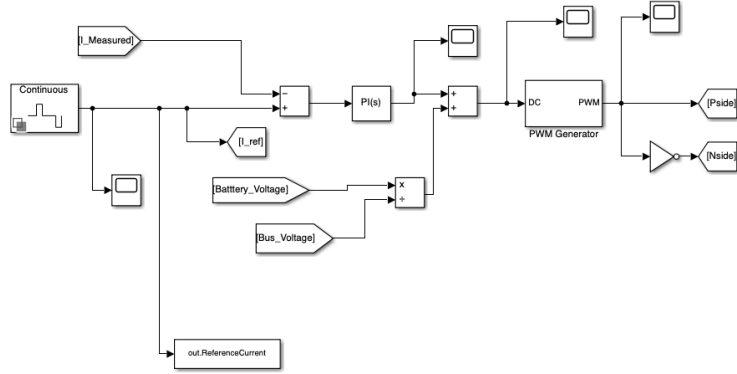 [I_Measured]
Continuous
−
+
PI(s)
+
+
DC
PWM
PWM Generator
[Pside]
[Nside]
[I_ref]
[Batttery_Voltage]
x
÷
[Bus_Voltage]
out.ReferenceCurrent